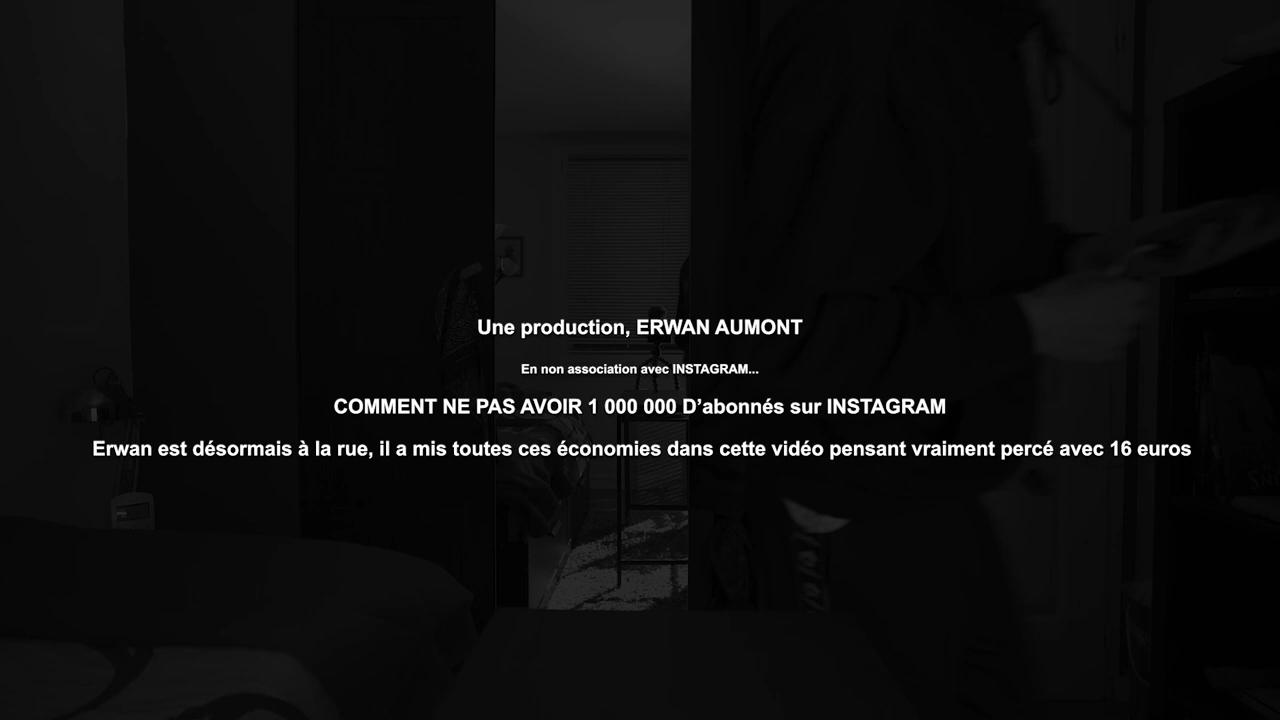 Une production, ERWAN AUMONT
En non association avec INSTAGRAM...
COMMENT NE PAS AVOIR 1 000 000 D’abonnés sur INSTAGRAM
Erwan est désormais à la rue, il a mis toutes ces économies dans cette vidéo pensant vraiment percé avec 16 euros